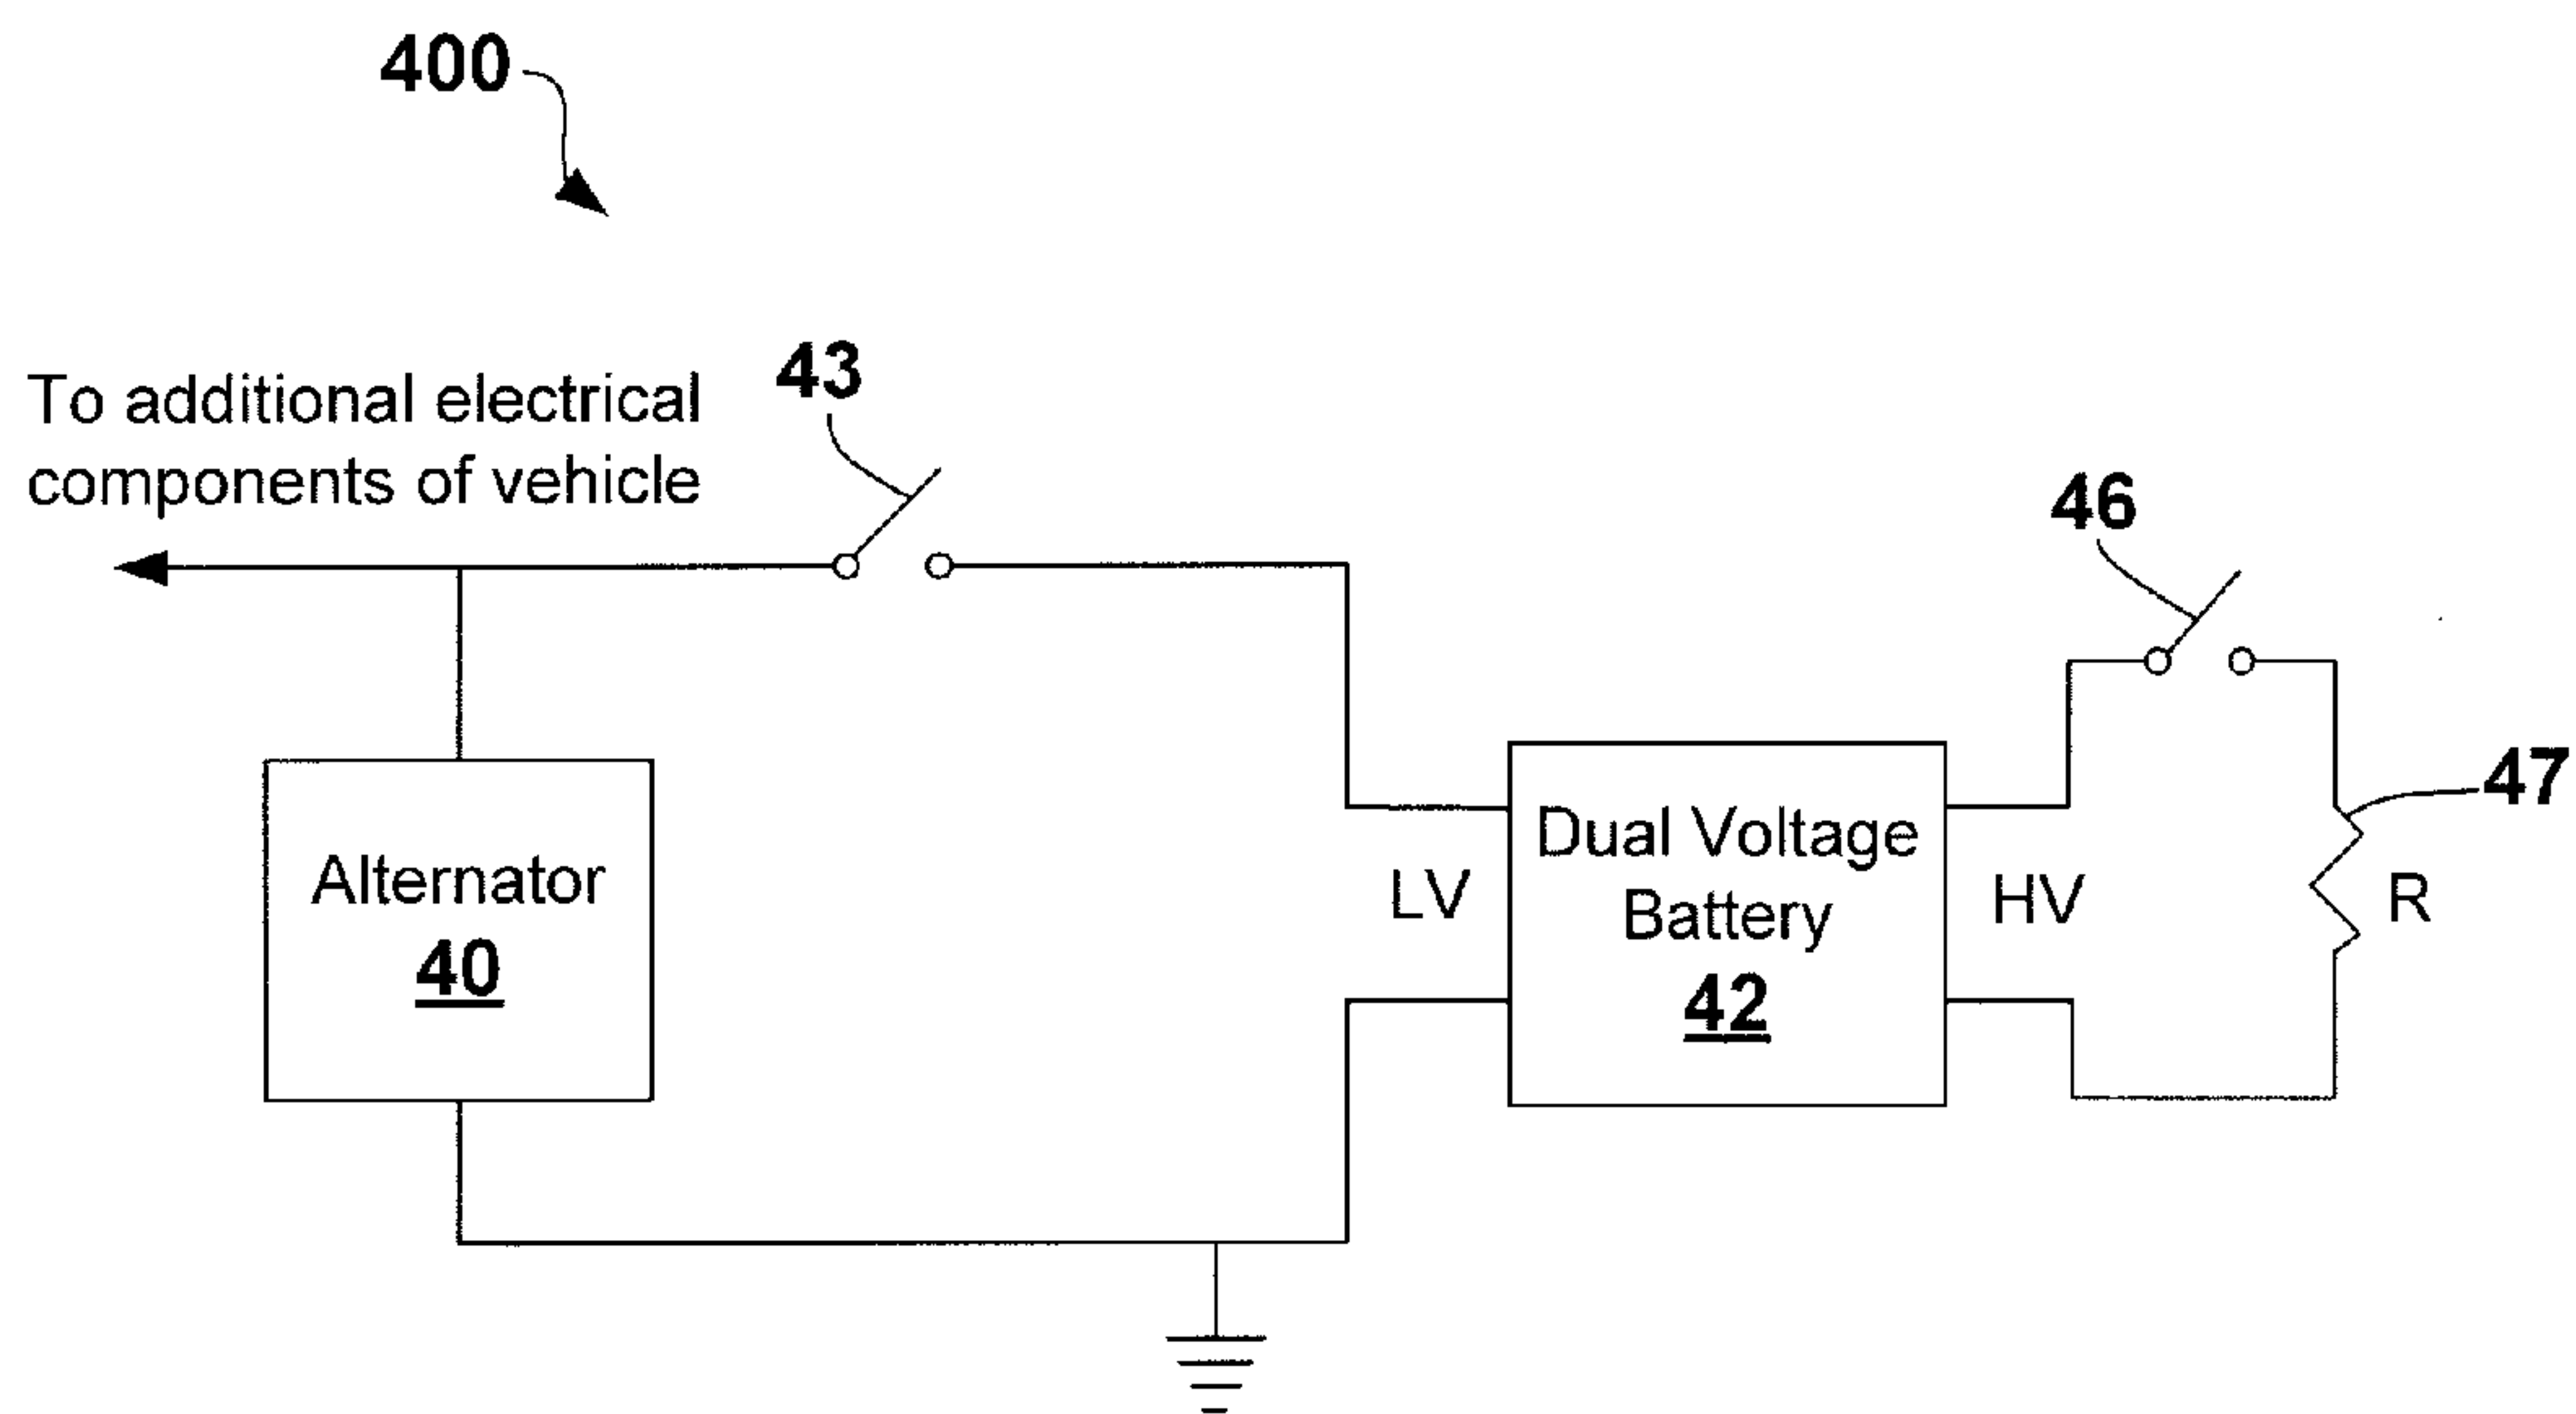 400
To additional electrical
components of vehicle
43
46
47
Alternator
40
LV
Dual Voltage
Battery
42
HV
R